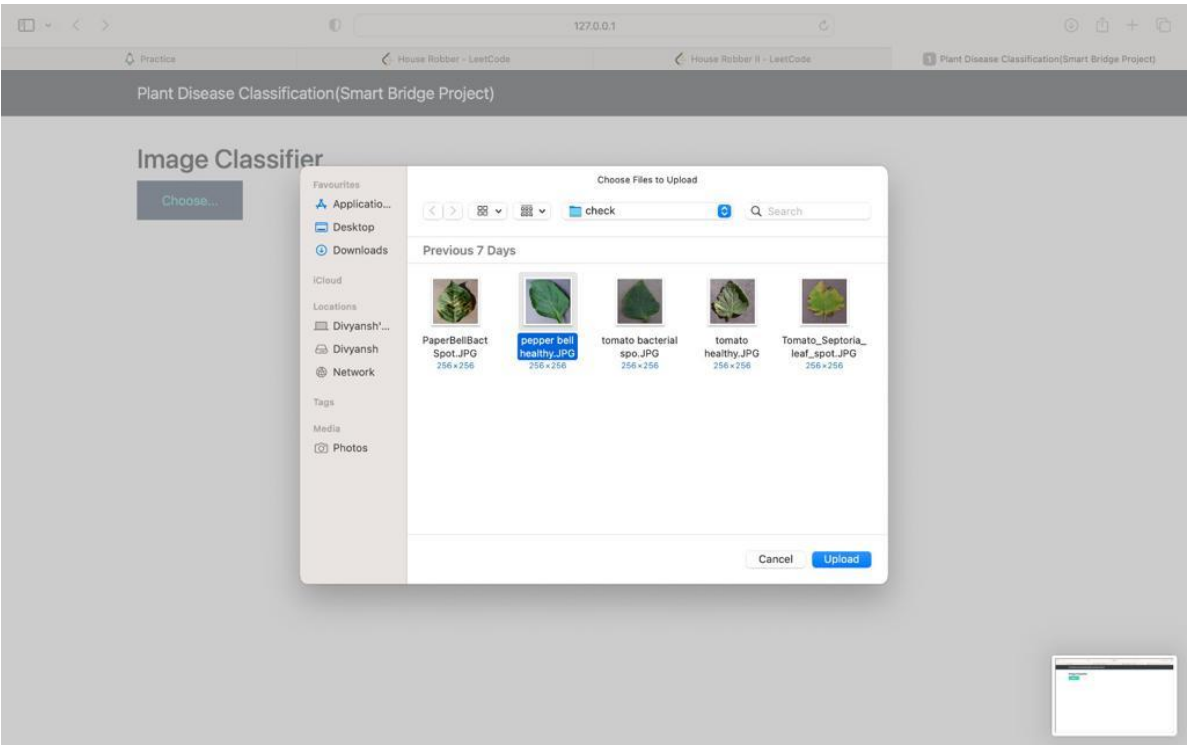 127.0.0.1
Practice
House Robber - LeetCode
House Robber II - LeetCode
Plant Disease Classification(Smart Bridge Project)
Plant Disease Classification(Smart Bridge Project)
Image Classifier
Choose...
Choose Files to Upload
Favourites
Applicatio...
Desktop
Downloads
iCloud
Locations
Divyansh'...
Divyansh
Network
Tags
Media
Photos
check
Search
Previous 7 Days
PaperBellBact
Spot.JPG
256×256
pepper bell
healthy.JPG
256×256
tomato bacterial
spo.JPG
256×256
tomato
healthy.JPG
256×256
Tomato_Septoria_
leaf_spot.JPG
256×256
Cancel
Upload